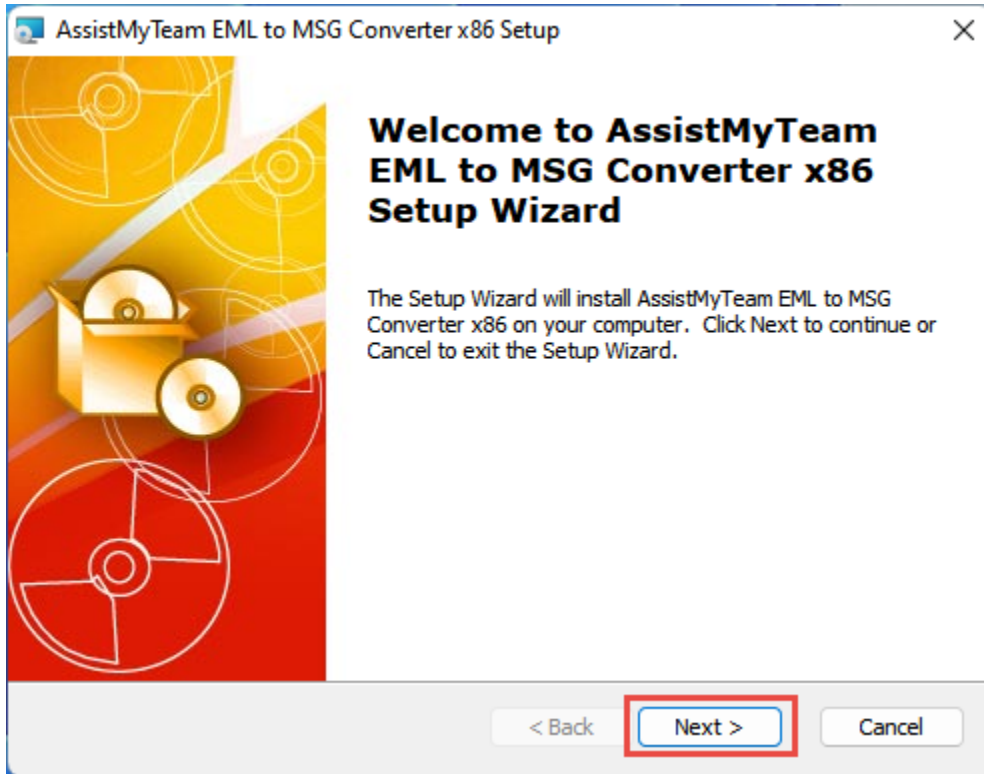 AssistMyTeam EML to MSG Converter x86 Setup
Welcome to AssistMyTeam
EML to MSG Converter x86
Setup Wizard
The Setup Wizard will install AssistMyTeam EML to MSG
Converter x86 on your computer. Click Next to continue or
Cancel to exit the Setup Wizard.
< Back Next > Cancel